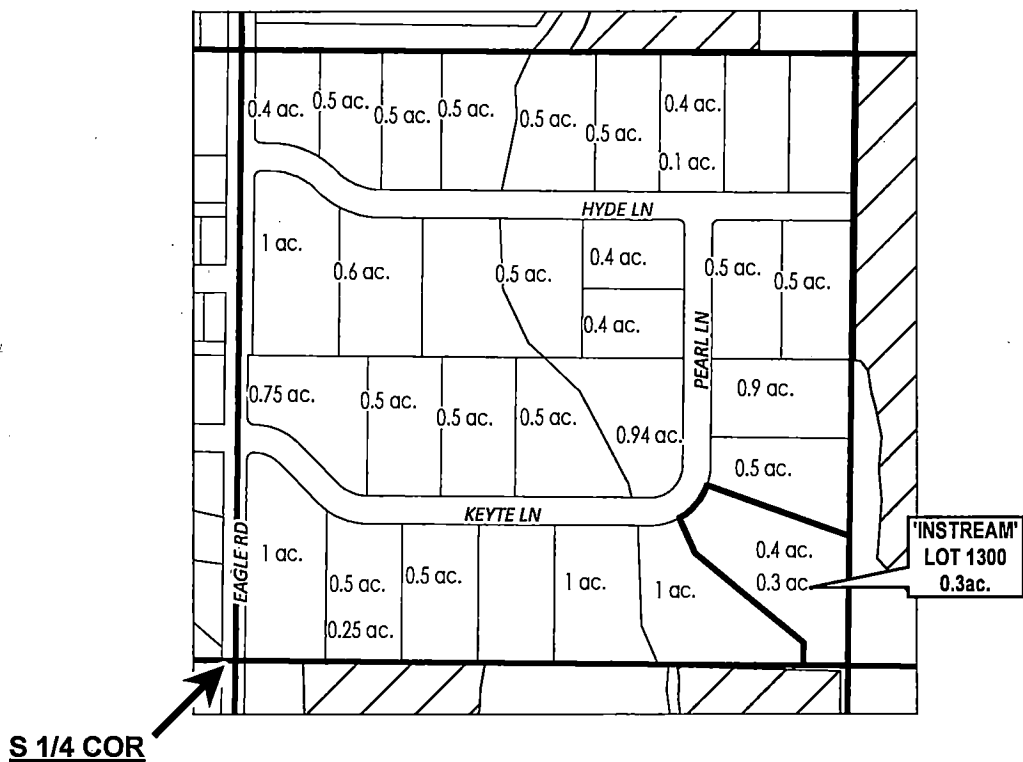 0.4 ac.
0.5 ac.
0.5 ac.
0.5 ac.
0.5 ac.
0.5 ac.
0.4 ac.
0.1 ac.
HYDE LN
1 ac.
0.6 ac.
0.5 ac.
0.4 ac.
0.4 ac.
0.5 ac.
0.5 ac.
PEARL LN
0.75 ac.
0.5 ac.
0.5 ac.
0.5 ac.
0.94 ac.
0.9 ac.
0.5 ac.
KEYTE LN
EAGLE RD
1 ac.
0.5 ac.
0.25 ac.
0.5 ac.
1 ac.
1 ac.
0.4 ac.
0.3 ac.
'INSTREAM'
LOT 1300
0.3ac.
S 1/4 COR